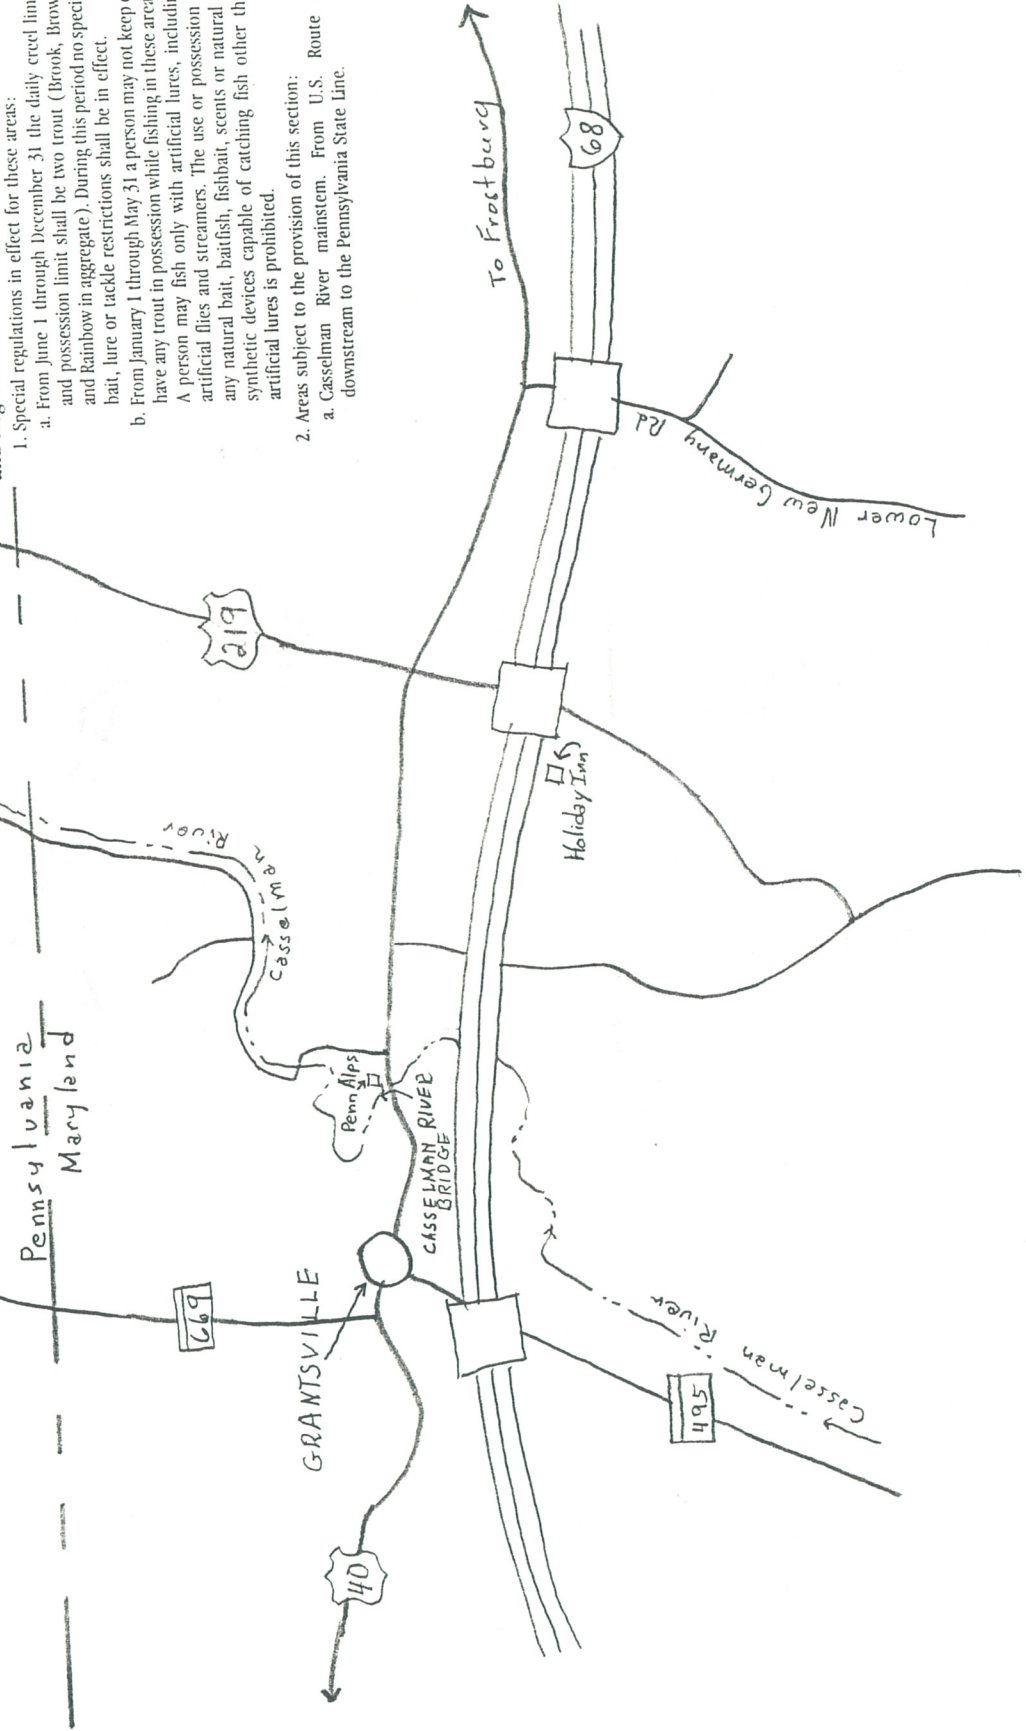 1. Special regulations in effect for these areas:
a. From June 1 through December 31 the daily creel
and possession limit shall be two trout (Brook,
and Rainbow in aggregate). During this period no
bait, lure or tackle restrictions shall be in effect.
b. From January 1 through May 31 a person may not keep
have any trout in possession while fishing in these
A person may fish only with artificial lures,
artificial flies and streamers. The use or possession
any natural bait, baitfish, fishbait, scents or natural
synthetic devices capable of catching fish other
artificial lures is prohibited.
2. Areas subject to the provision of this section:
a. Casselman River mainstem. From U.S. Route
downstream to the Pennsylvania State Line.
Pennsylvania
Maryland
669
219
Casselman River
GRANTSVILLE
40
Penn Alps
CASSELMAN RIVER
BRIDGE
To Frostburg
68
Holiday Inn
495
Casselman River
Lower New Germany Rd